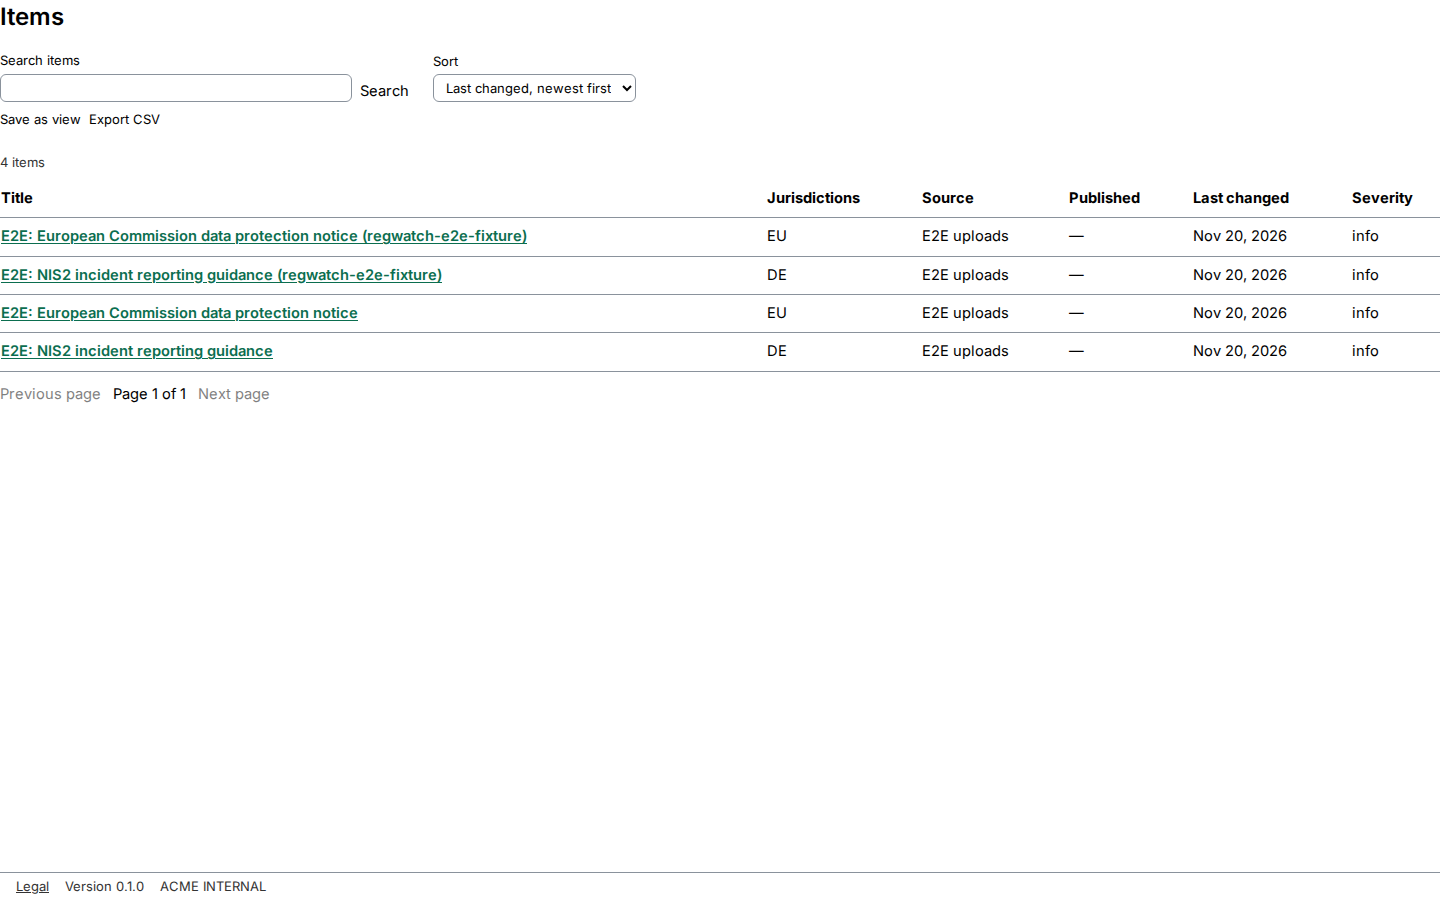 Items
Search items
Sort
Search
Last changed, newest first
Save as view Export CSV
4 items
Title Jurisdictions Source Published Last changed Severity
E2E: European Commission data protection notice (regwatch-e2e-fixture) EU E2E uploads — Nov 20, 2026 info
E2E: NIS2 incident reporting guidance (regwatch-e2e-fixture) DE E2E uploads — Nov 20, 2026 info
E2E: European Commission data protection notice EU E2E uploads — Nov 20, 2026 info
E2E: NIS2 incident reporting guidance DE E2E uploads — Nov 20, 2026 info
Previous page Page 1 of 1 Next page
Legal Version 0.1.0 ACME INTERNAL